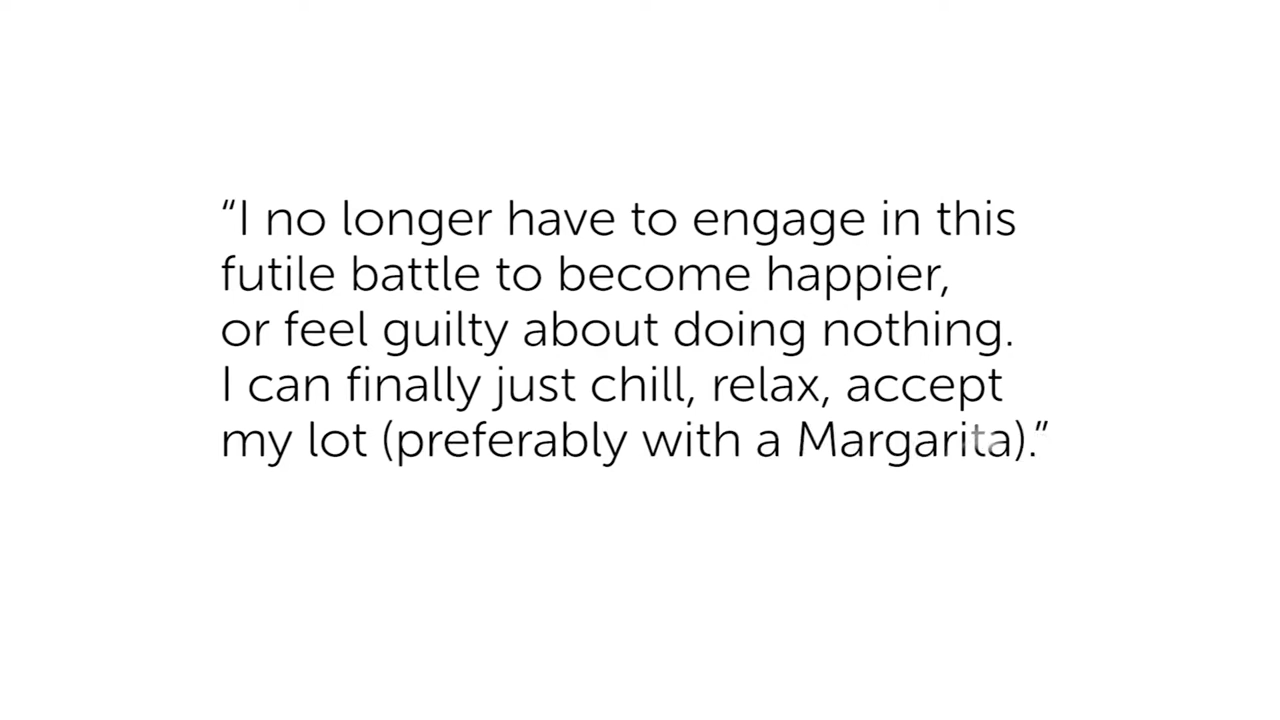 “I no longer have to engage in this
futile battle to become happier,
or feel guilty about doing nothing.
I can finally just chill, relax, accept
my lot (preferably with a Margarita).”